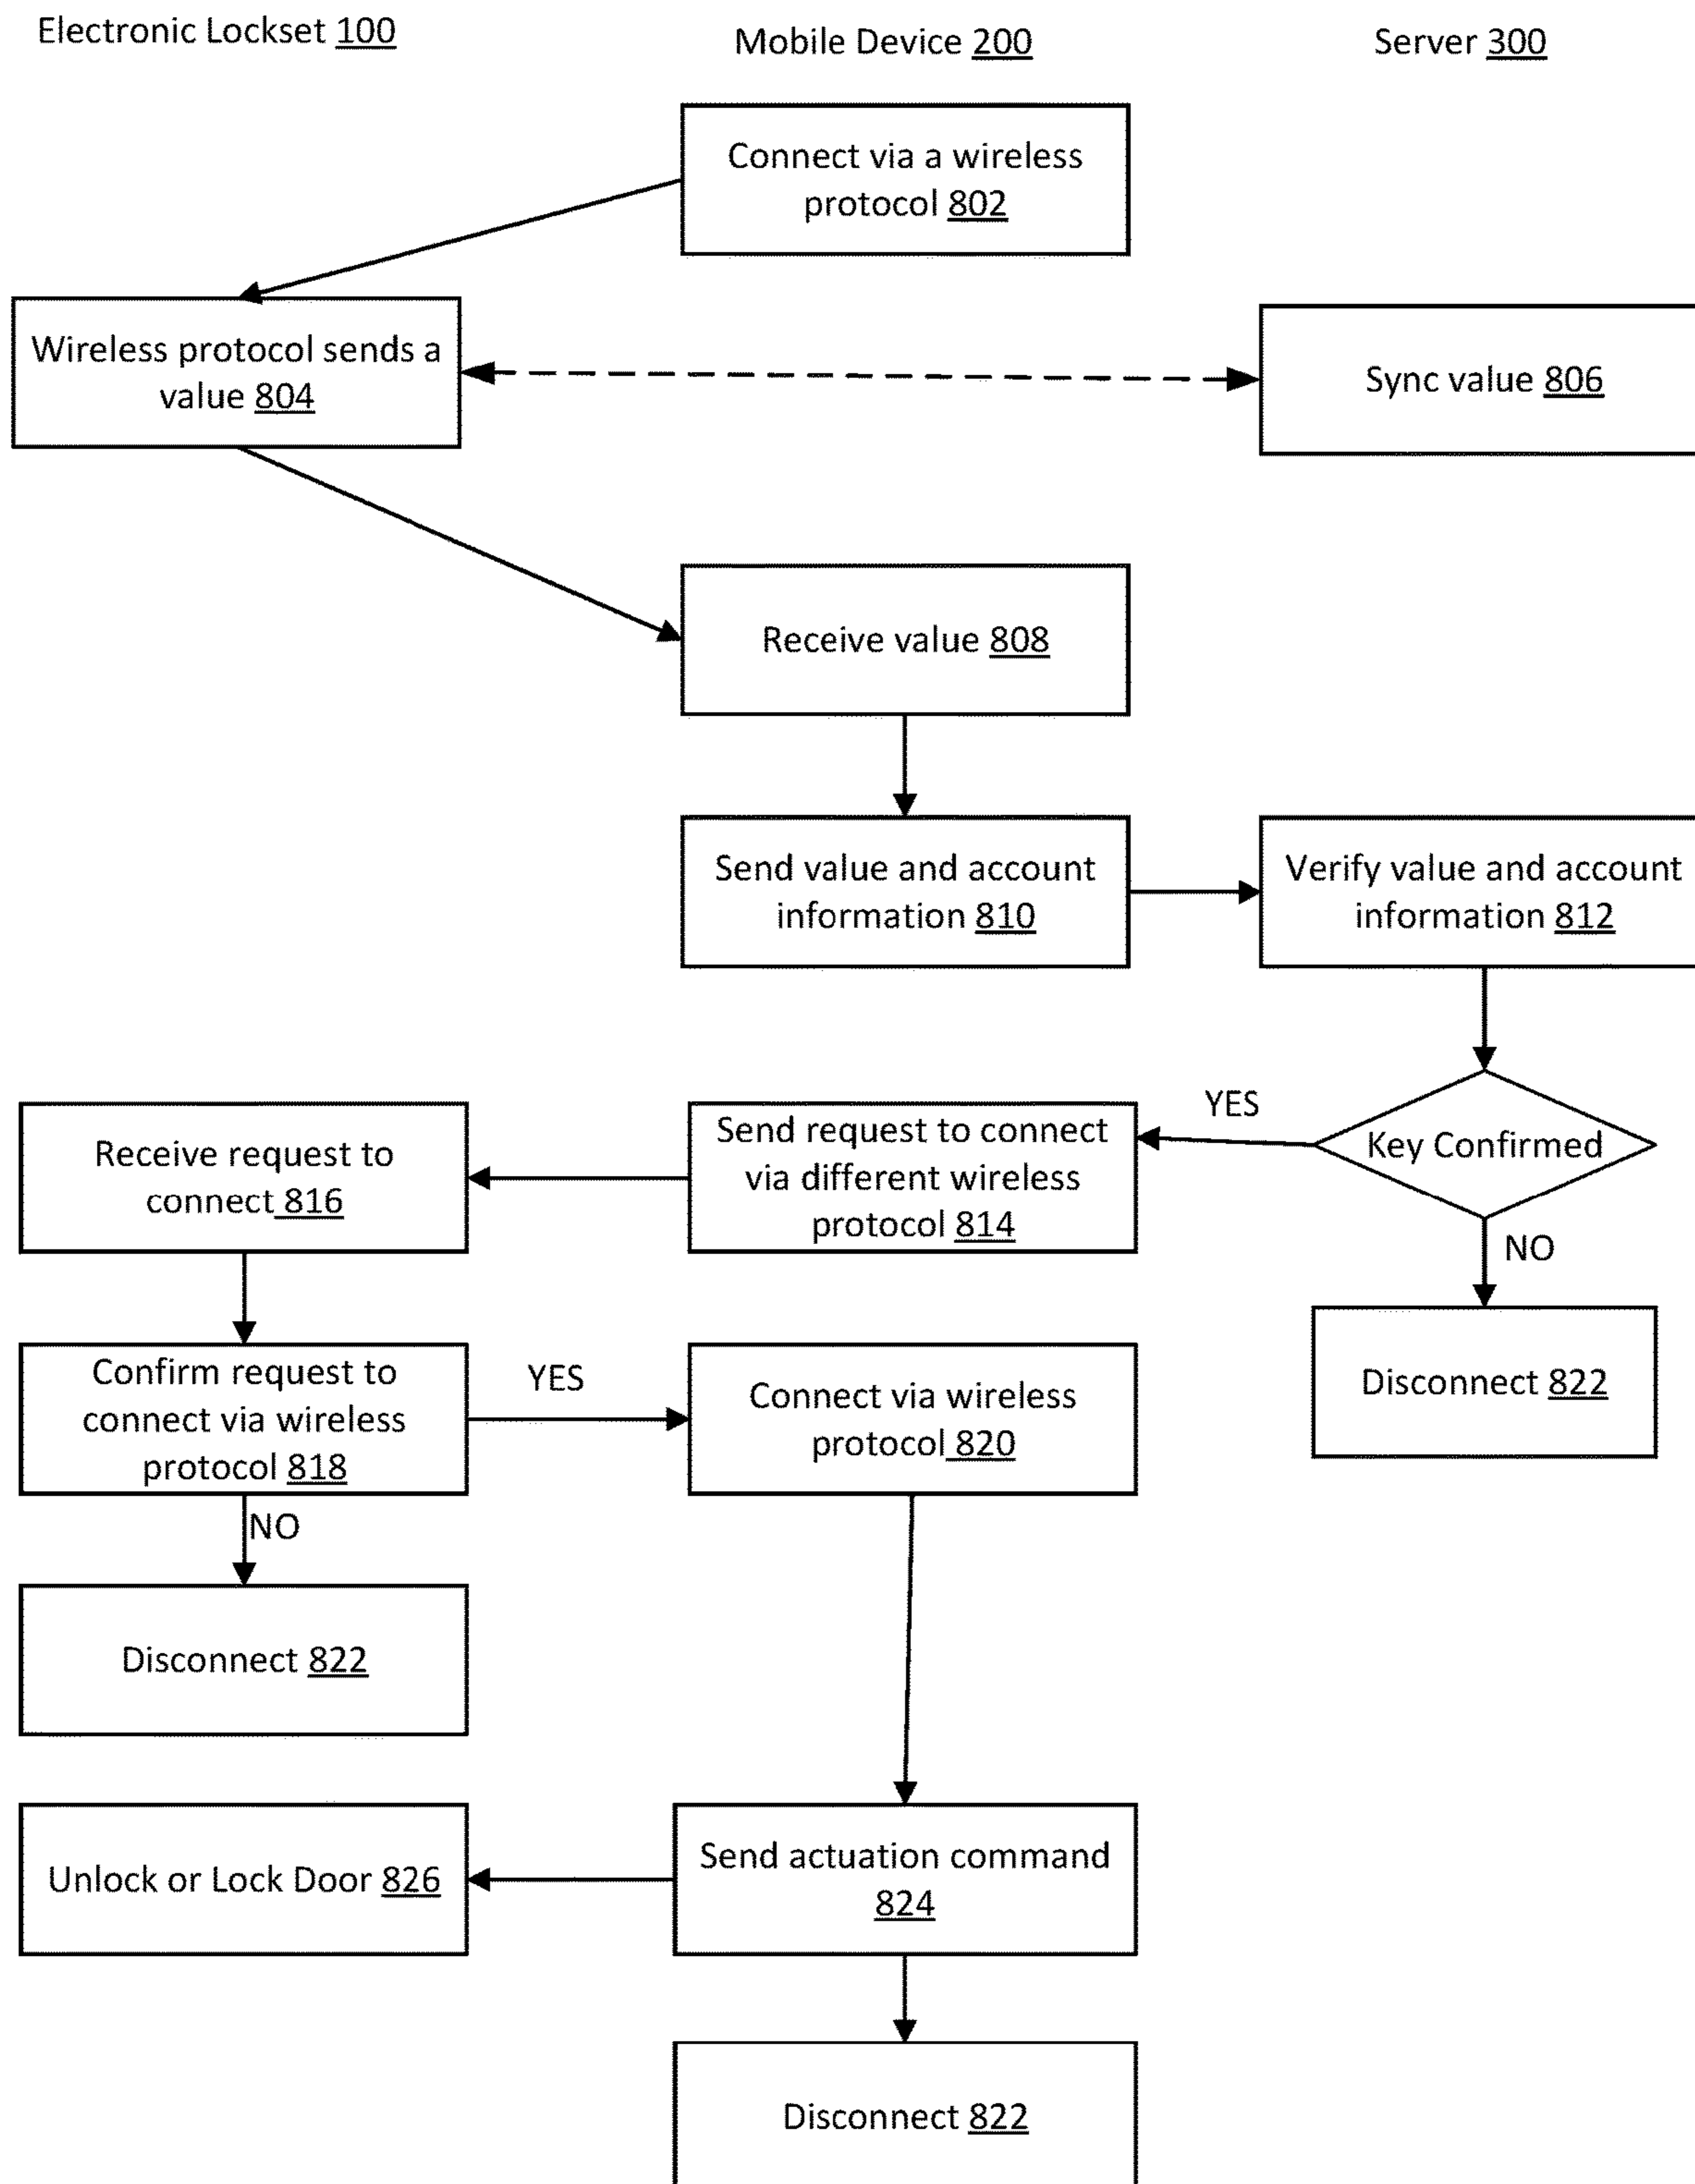 Electronic Lockset 100
Mobile Device 200
Server 300
Connect via a wireless
protocol 802
Wireless protocol sends a
value 804
Sync value 806
Receive value 808
Send value and account
information 810
Verify value and account
information 812
Key Confirmed
YES
NO
Send request to connect
via different wireless
protocol 814
Receive request to
connect 816
Disconnect 822
Confirm request to
connect via wireless
protocol 818
YES
NO
Connect via wireless
protocol 820
Disconnect 822
Send actuation command
824
Unlock or Lock Door 826
Disconnect 822